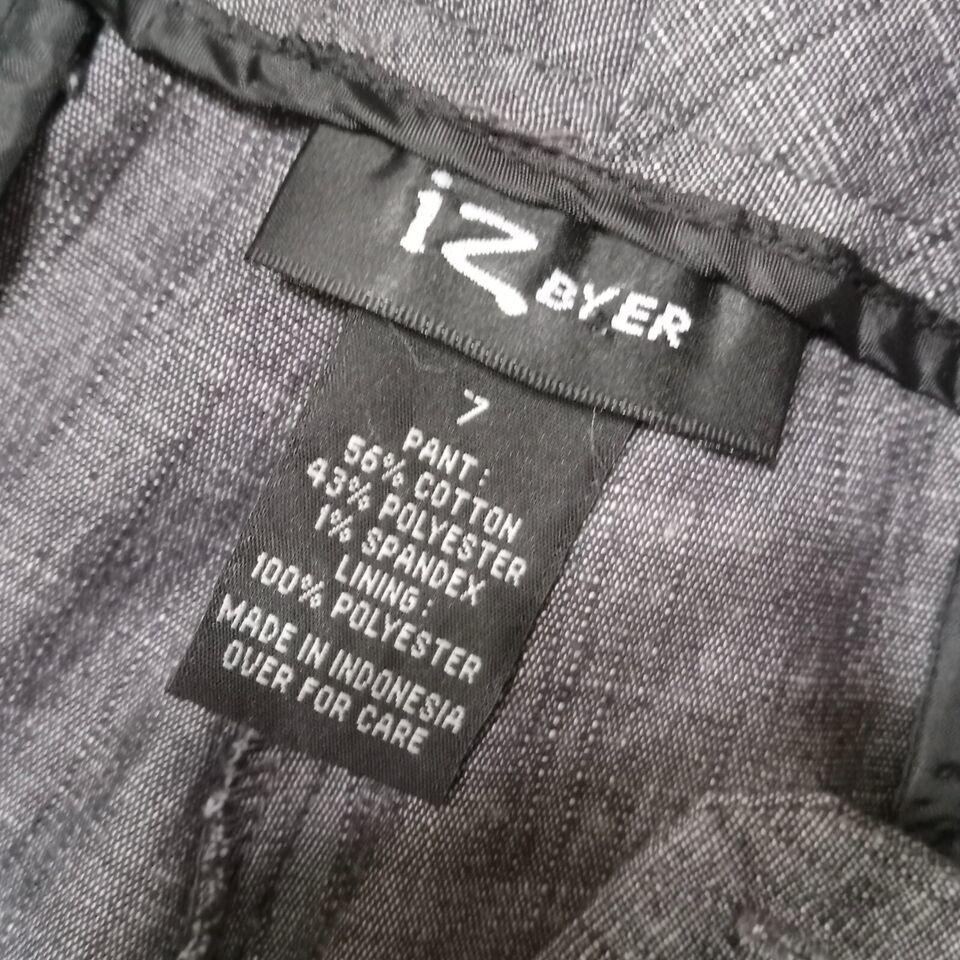 iZ BYER
7
PANT:
56% COTTON
43% POLYESTER
1% SPANDEX
LINING:
100% POLYESTER
MADE IN INDONESIA
OVER FOR CARE